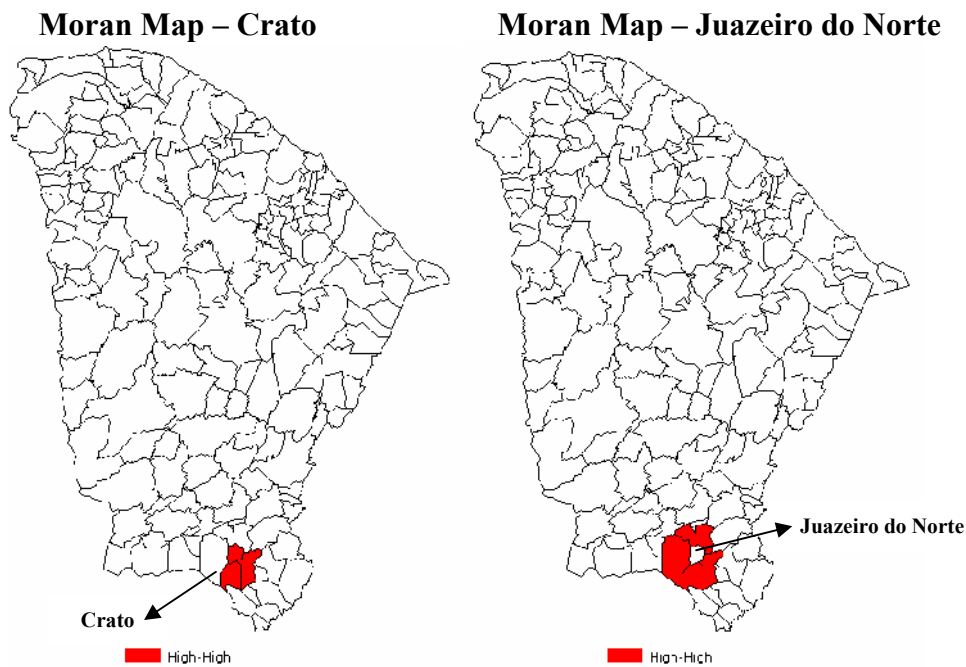 Moran Map – Crato
Moran Map – Juazeiro do Norte
Juazeiro do Norte
Crato
High-High
High-High